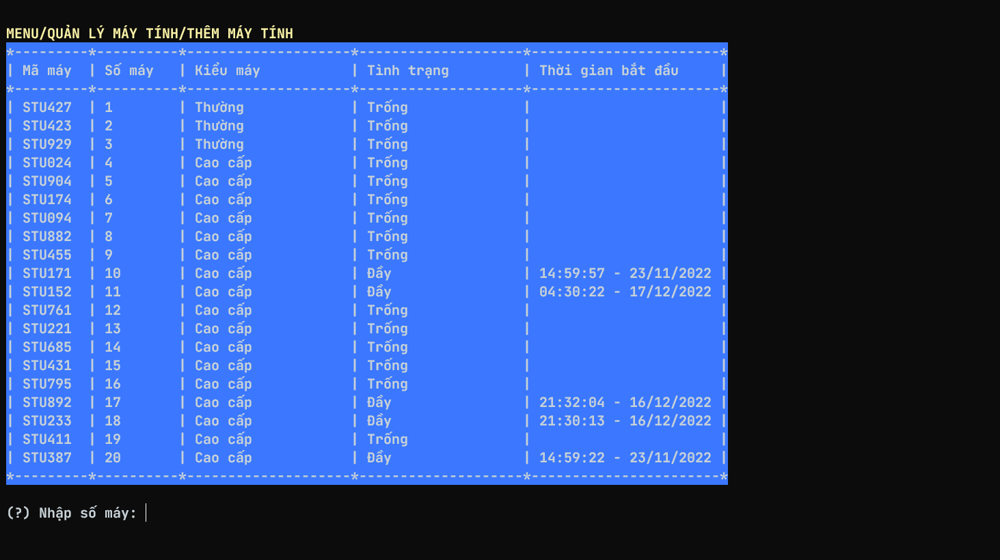 MENU/QUẢN LÝ MÁY TÍNH/THÊM MÁY TÍNH
*---------*----------*--------------------*--------------------*-----------------------*
| Mã máy  | Số máy   | Kiểu máy           | Tình trạng         | Thời gian bắt đầu     |
*---------*----------*--------------------*--------------------*-----------------------*
| STU427  | 1        | Thường             | Trống              |                       |
| STU423  | 2        | Thường             | Trống              |                       |
| STU929  | 3        | Thường             | Trống              |                       |
| STU024  | 4        | Cao cấp            | Trống              |                       |
| STU904  | 5        | Cao cấp            | Trống              |                       |
| STU174  | 6        | Cao cấp            | Trống              |                       |
| STU094  | 7        | Cao cấp            | Trống              |                       |
| STU882  | 8        | Cao cấp            | Trống              |                       |
| STU455  | 9        | Cao cấp            | Trống              |                       |
| STU171  | 10       | Cao cấp            | Đầy                | 14:59:57 - 23/11/2022 |
| STU152  | 11       | Cao cấp            | Đầy                | 04:30:22 - 17/12/2022 |
| STU761  | 12       | Cao cấp            | Trống              |                       |
| STU221  | 13       | Cao cấp            | Trống              |                       |
| STU685  | 14       | Cao cấp            | Trống              |                       |
| STU431  | 15       | Cao cấp            | Trống              |                       |
| STU795  | 16       | Cao cấp            | Trống              |                       |
| STU892  | 17       | Cao cấp            | Đầy                | 21:32:04 - 16/12/2022 |
| STU233  | 18       | Cao cấp            | Đầy                | 21:30:13 - 16/12/2022 |
| STU411  | 19       | Cao cấp            | Trống              |                       |
| STU387  | 20       | Cao cấp            | Đầy                | 14:59:22 - 23/11/2022 |
*---------*----------*--------------------*--------------------*-----------------------*
(?) Nhập số máy: